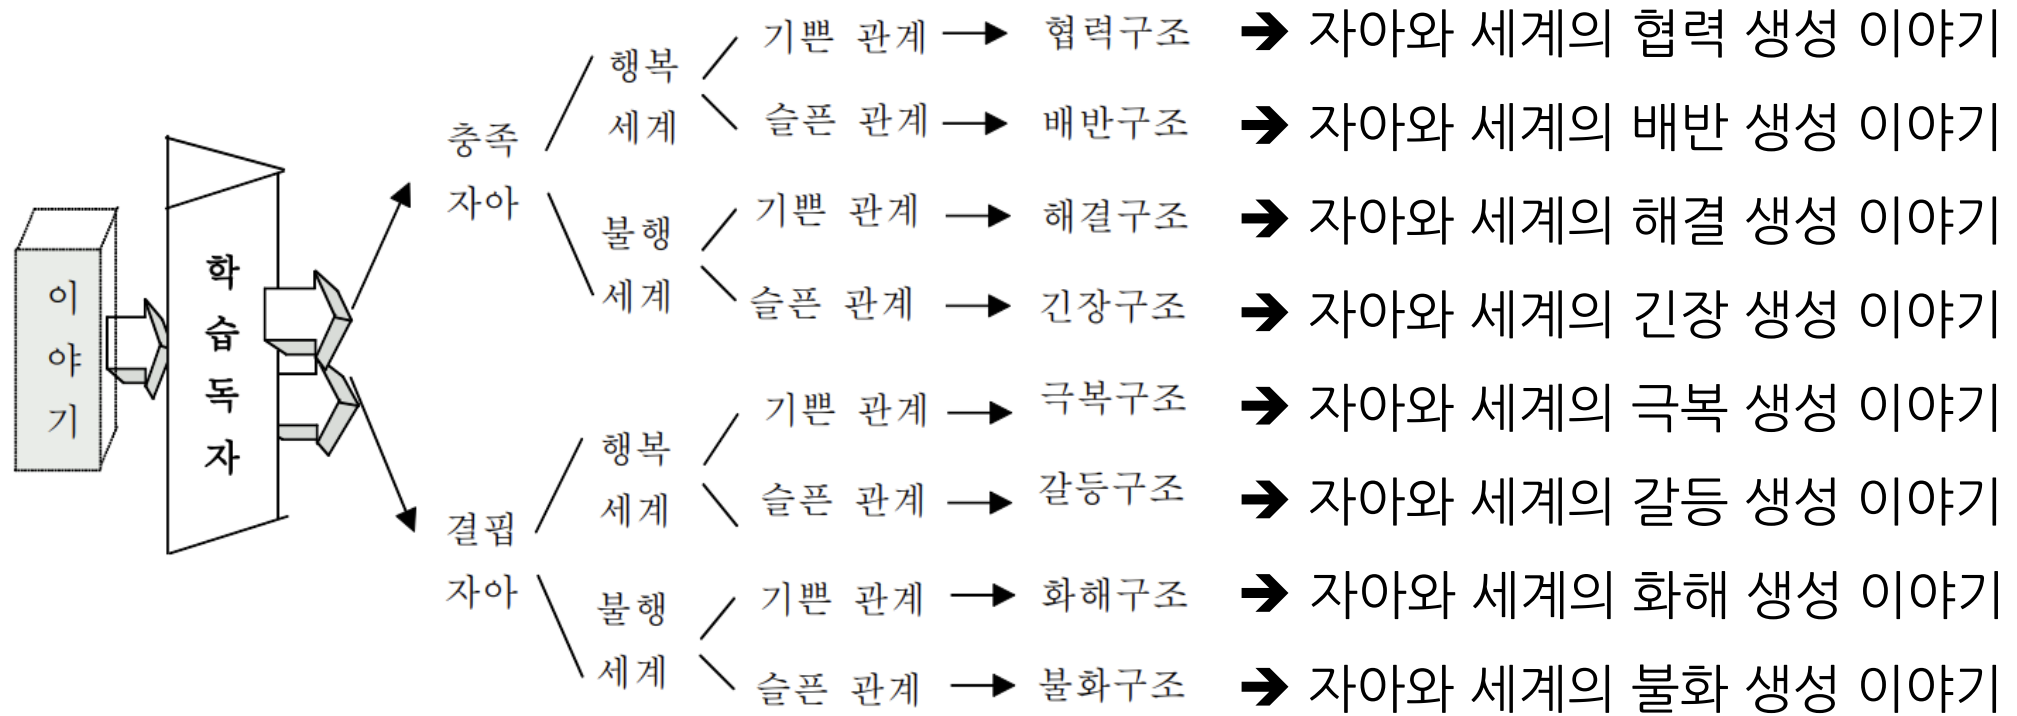 이야기
학습독자
충족
자아
결핍
자아
행복
세계
불행
세계
행복
세계
불행
세계
기쁜 관계 협력구조 자아와 세계의 협력 생성 이야기
슬픈 관계 배반구조 자아와 세계의 배반 생성 이야기
기쁜 관계 해결구조 자아와 세계의 해결 생성 이야기
슬픈 관계 긴장구조 자아와 세계의 긴장 생성 이야기
기쁜 관계 극복구조 자아와 세계의 극복 생성 이야기
슬픈 관계 갈등구조 자아와 세계의 갈등 생성 이야기
기쁜 관계 화해구조 자아와 세계의 화해 생성 이야기
슬픈 관계 불화구조 자아와 세계의 불화 생성 이야기